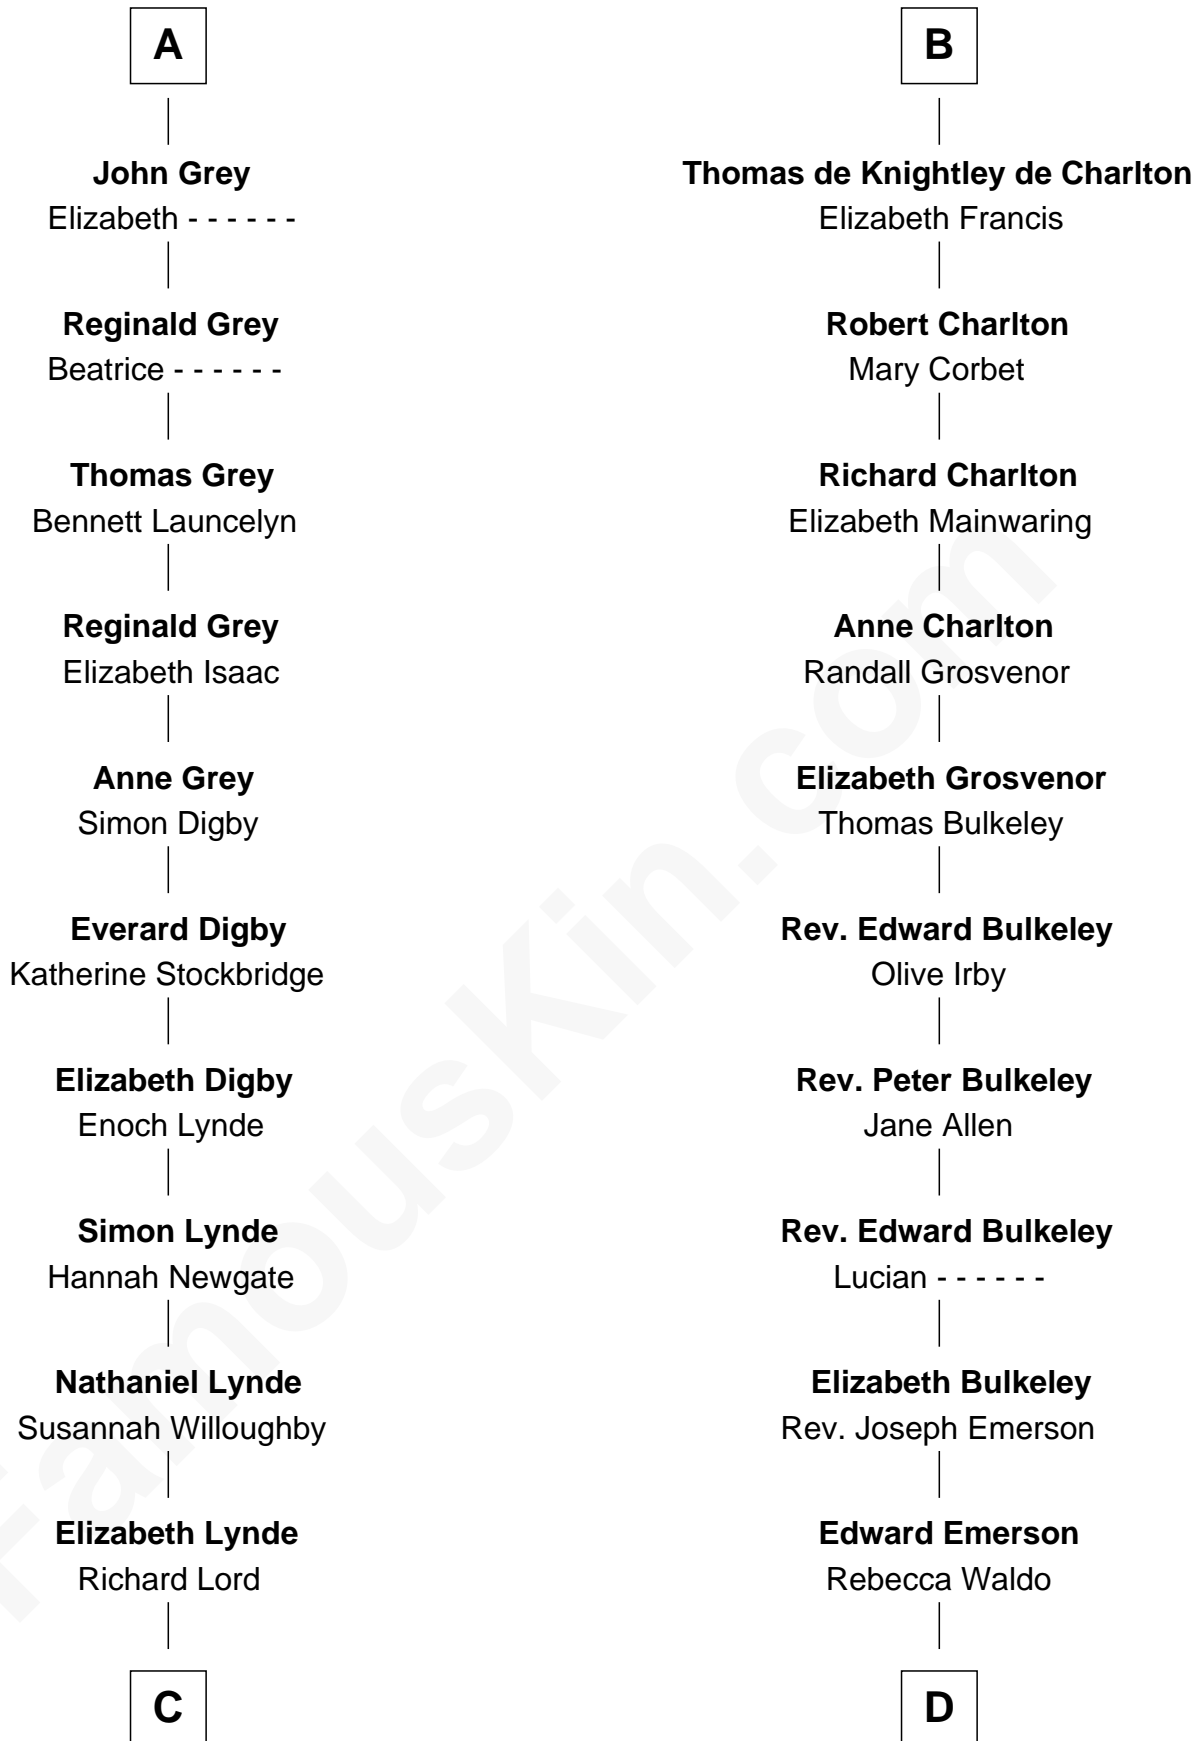 A
John Grey
Elizabeth - - - - - -
Reginald Grey
Beatrice - - - - - -
Thomas Grey
Bennett Launcelyn
Reginald Grey
Elizabeth Isaac
Anne Grey
Simon Digby
Everard Digby
Katherine Stockbridge
Elizabeth Digby
Enoch Lynde
Simon Lynde
Hannah Newgate
Nathaniel Lynde
Susannah Willoughby
Elizabeth Lynde
Richard Lord
C
B
Thomas de Knightley de Charlton
Elizabeth Francis
Robert Charlton
Mary Corbet
Richard Charlton
Elizabeth Mainwaring
Anne Charlton
Randall Grosvenor
Elizabeth Grosvenor
Thomas Bulkeley
Rev. Edward Bulkeley
Olive Irby
Rev. Peter Bulkeley
Jane Allen
Rev. Edward Bulkeley
Lucian - - - - - -
Elizabeth Bulkeley
Rev. Joseph Emerson
Edward Emerson
Rebecca Waldo
D
FamousKin.com